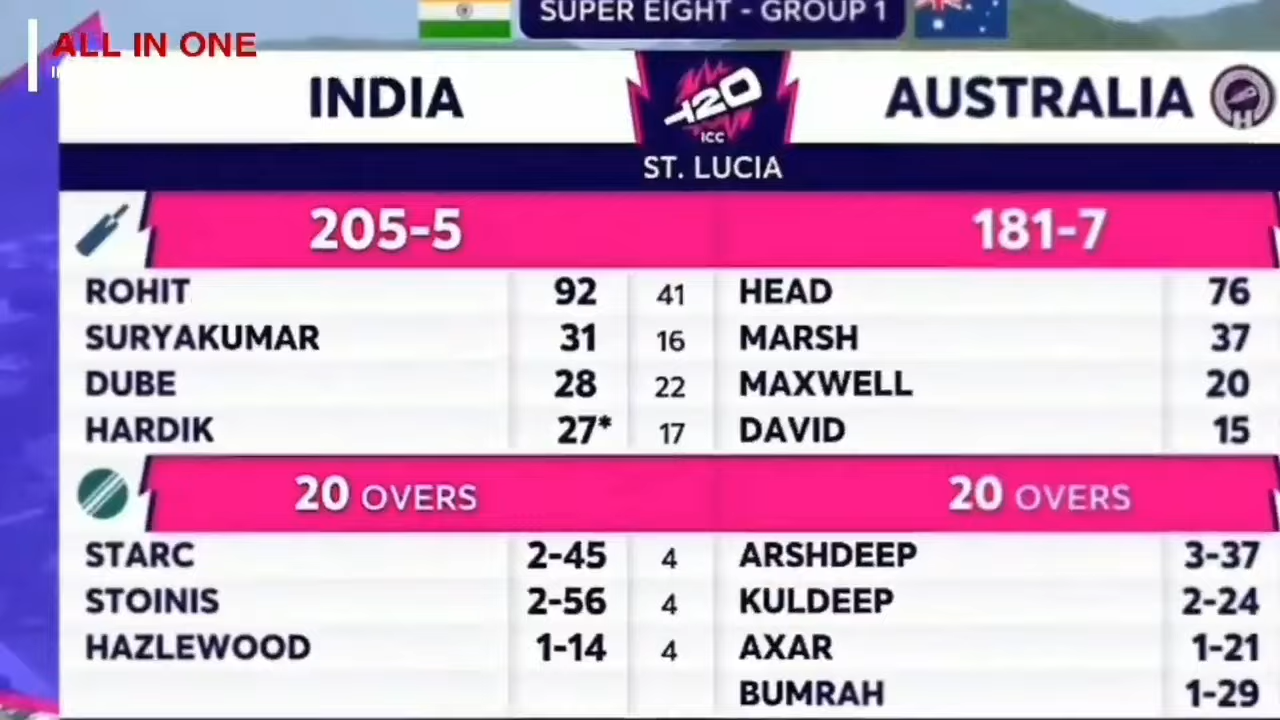 SUPER EIGHT - GROUP 1
ALL IN ONE
INDIA AUSTRALIA
T20
ICC
H
ST. LUCIA
205-5 181-7
ROHIT 92 41 HEAD 76
SURYAKUMAR 31 16 MARSH 37
DUBE 28 22 MAXWELL 20
HARDIK 27* 17 DAVID 15
20 OVERS 20 OVERS
STARC 2-45 4 ARSHDEEP 3-37
STOINIS 2-56 4 KULDEEP 2-24
HAZLEWOOD 1-14 4 AXAR 1-21
BUMRAH 1-29